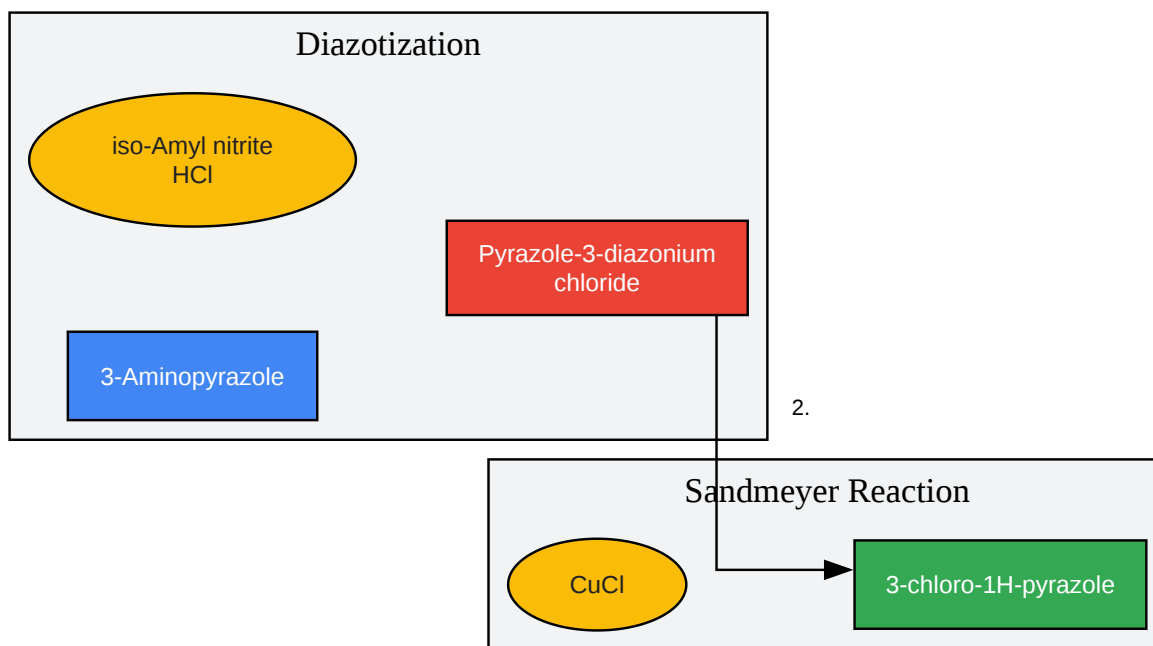 Diazotization
iso-Amyl nitrite
HCl
Pyrazole-3-diazonium
chloride
3-Aminopyrazole
2.
Sandmeyer Reaction
CuCl
3-chloro-1H-pyrazole